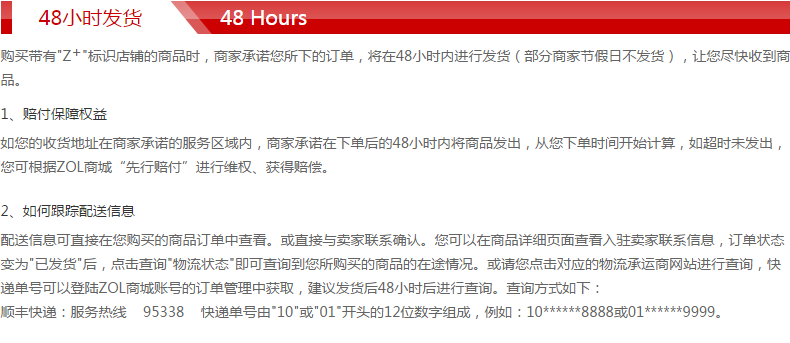 48小时发货 48 Hours
购买带有"Z⁺"标识店铺的商品时，商家承诺您所下的订单，将在48小时内进行发货（部分商家节假日不发货），让您尽快收到商
品。
1、赔付保障权益
如您的收货地址在商家承诺的服务区域内，商家承诺在下单后的48小时内将商品发出，从您下单时间开始计算，如超时未发出，
您可根据ZOL商城“先行赔付”进行维权、获得赔偿。
2、如何跟踪配送信息
配送信息可直接在您购买的商品订单中查看。或直接与卖家联系确认。您可以在商品详细页面查看入驻卖家联系信息，订单状态
变为"已发货"后，点击查询"物流状态"即可查询到您所购买的商品的在途情况。或请您点击对应的物流承运商网站进行查询，快
递单号可以登陆ZOL商城账号的订单管理中获取，建议发货后48小时后进行查询。查询方式如下：
顺丰快递：服务热线 95338 快递单号由"10"或"01"开头的12位数字组成，例如：10******8888或01******9999。